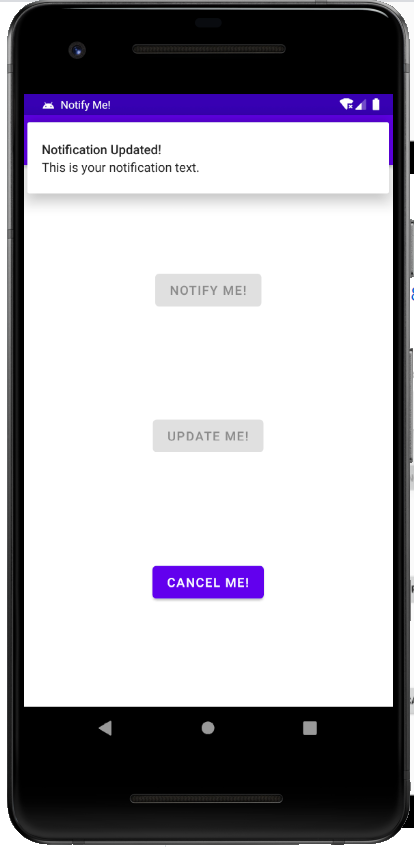 Notify Me!
Notification Updated!
This is your notification text.
NOTIFY ME!
UPDATE ME!
CANCEL ME!